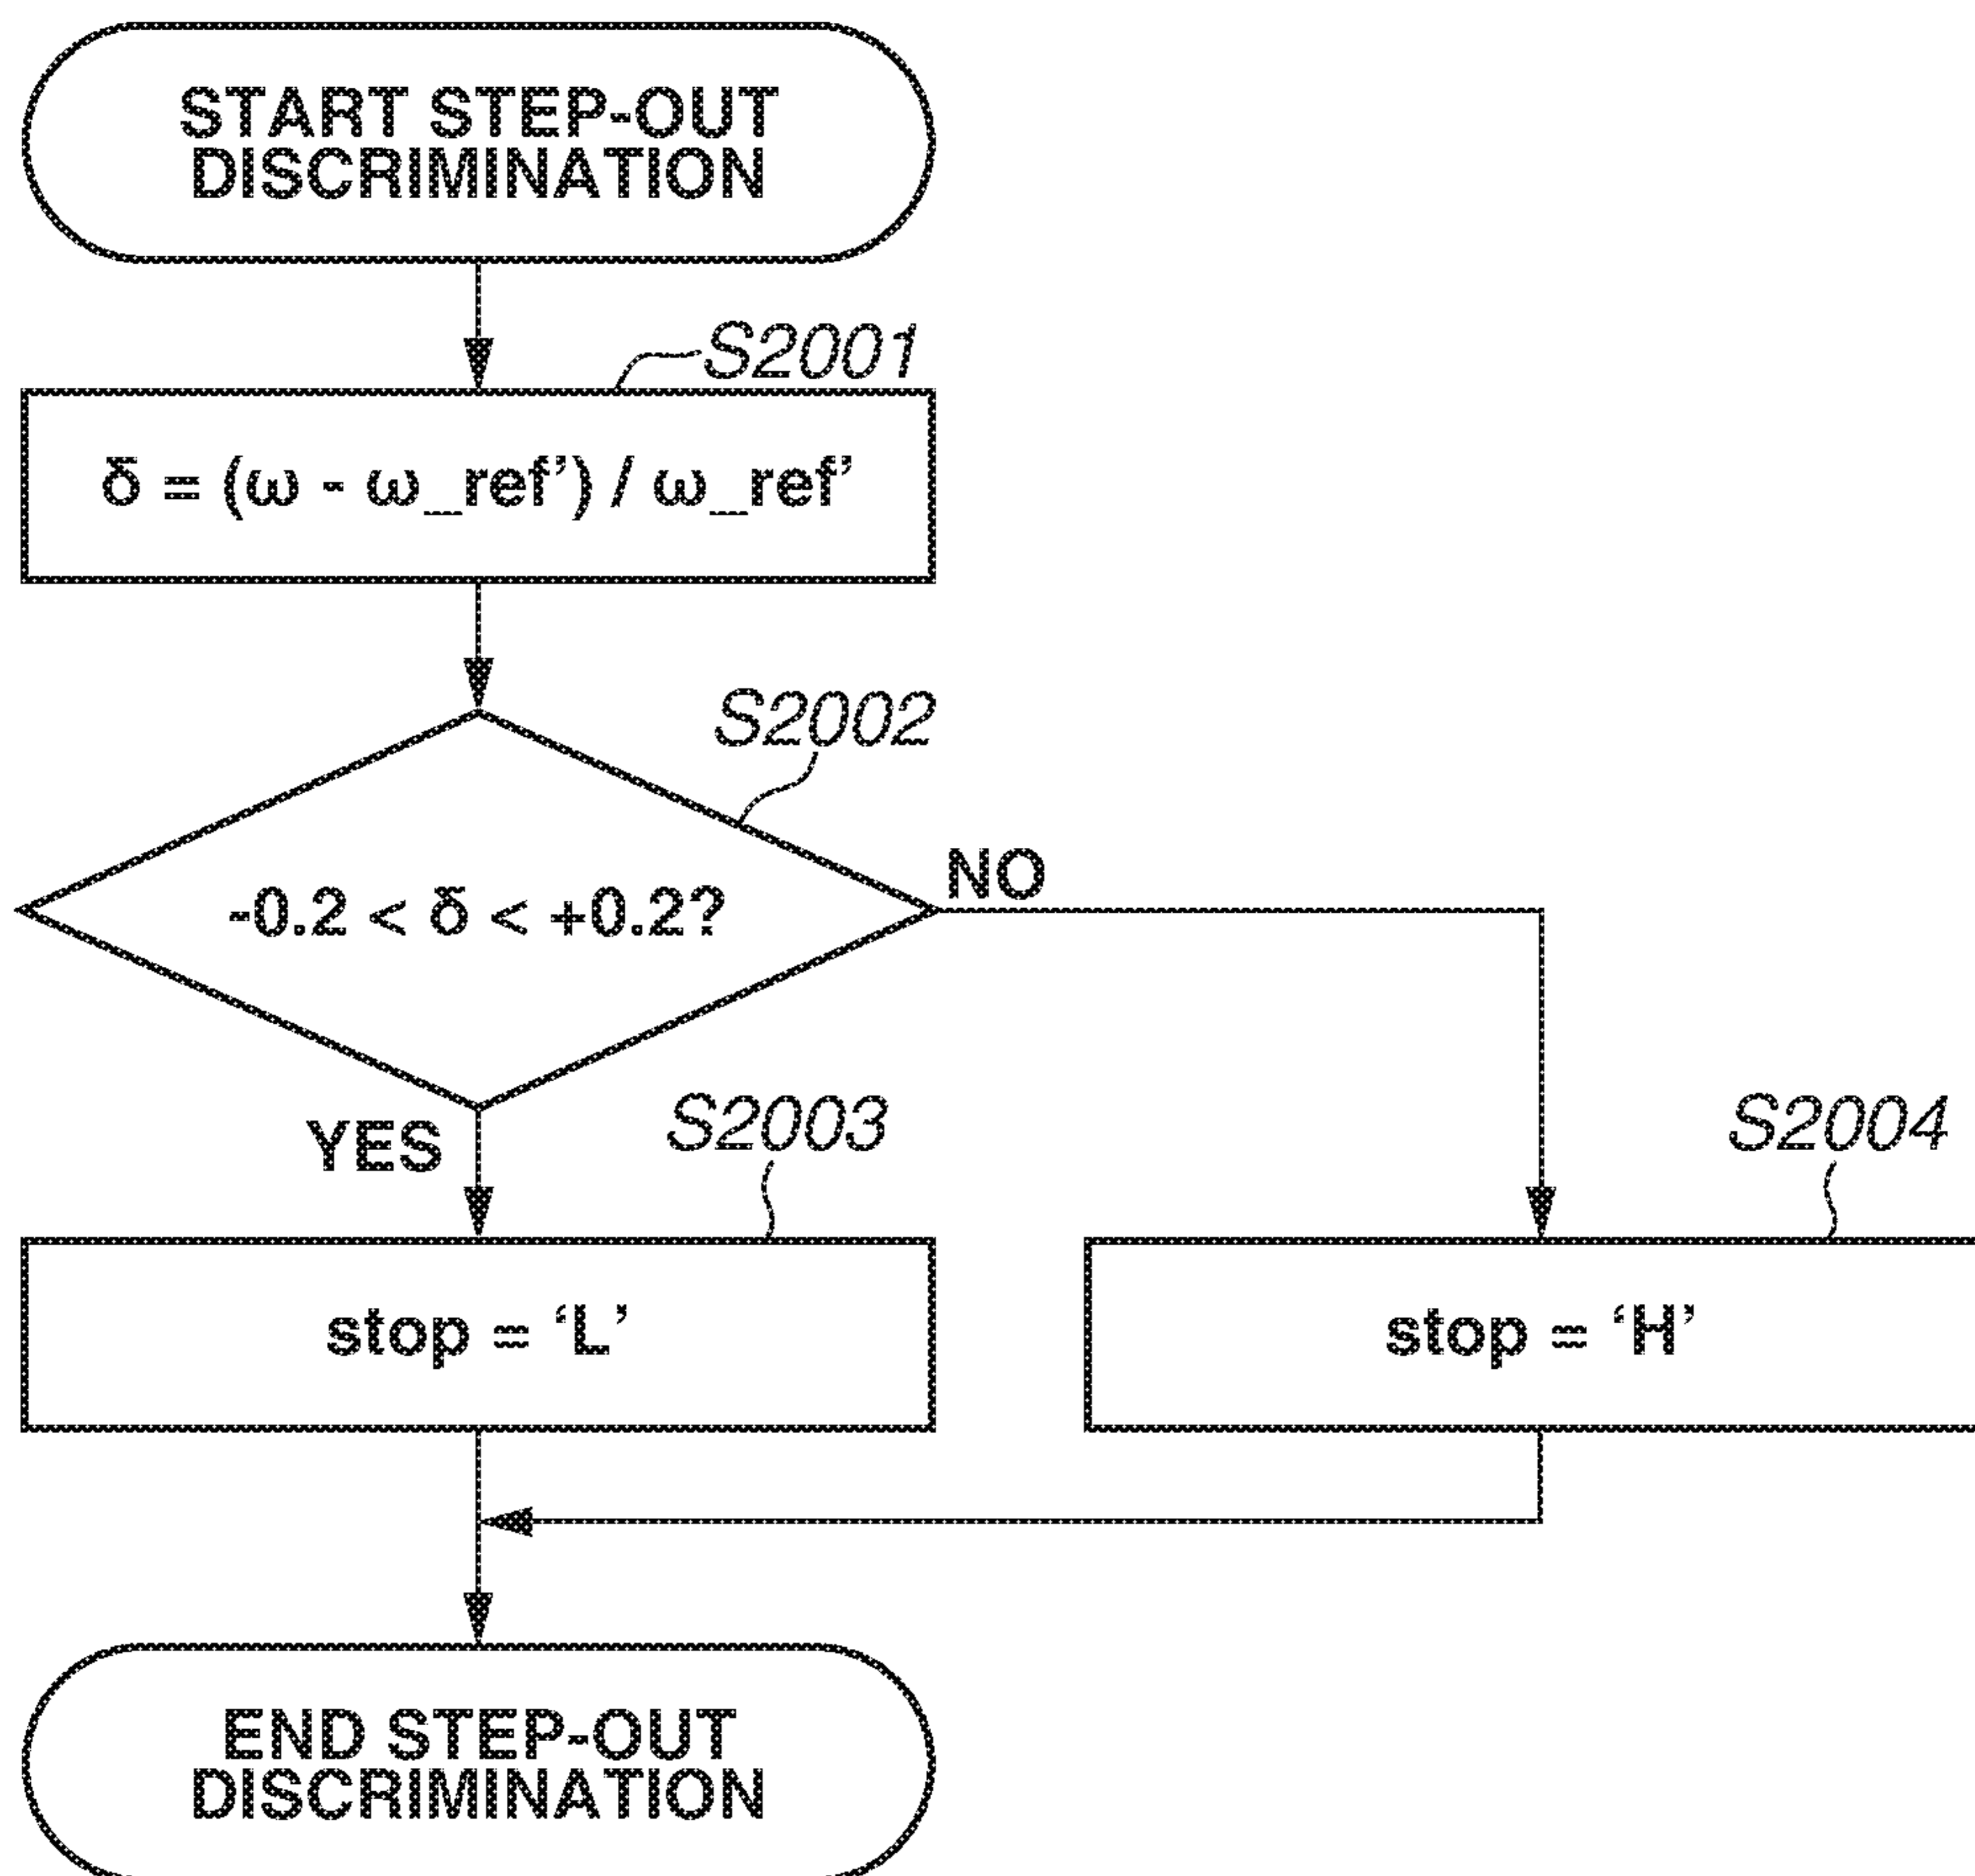 START STEP-OUT
DISCRIMINATION
S2001
δ = (ω - ω_ref’) / ω_ref’
S2002
-0.2 < δ < +0.2?
NO
YES
S2003
S2004
stop = ‘L’
stop = ‘H’
END STEP-OUT
DISCRIMINATION